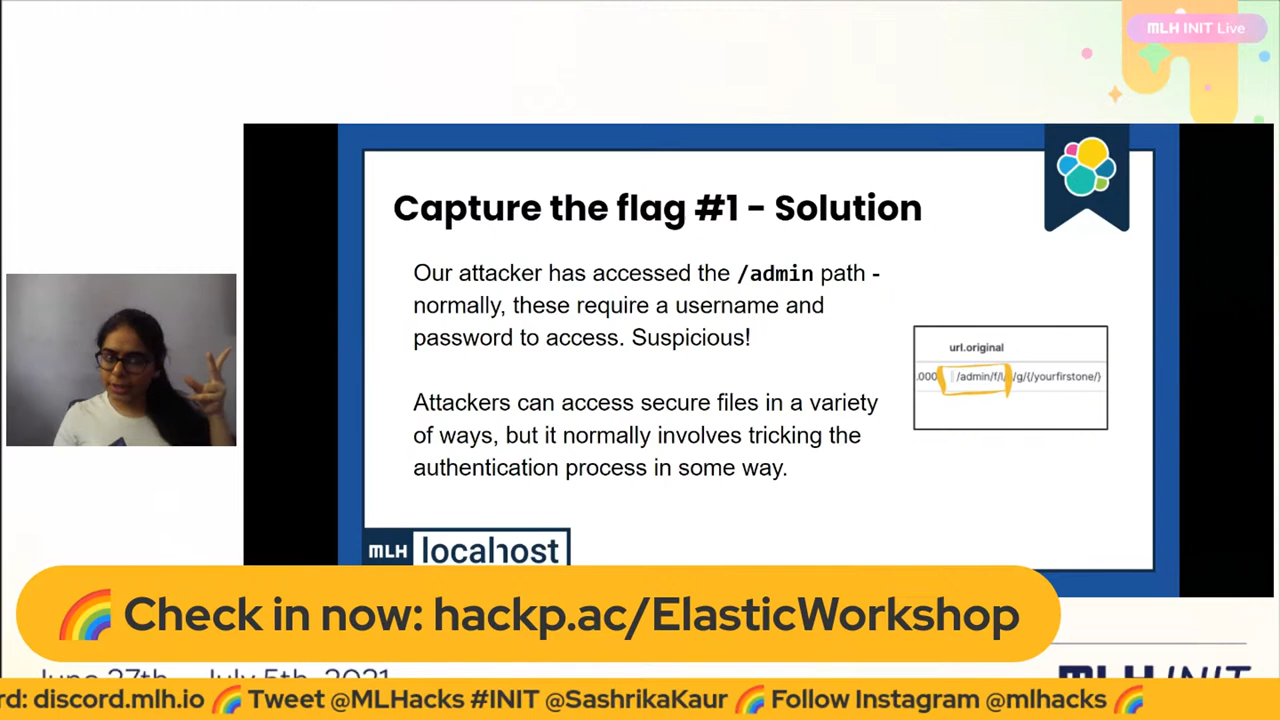 MLH INIT Live
Capture the flag #1 - Solution
Our attacker has accessed the /admin path -
normally, these require a username and
password to access. Suspicious!
Attackers can access secure files in a variety
of ways, but it normally involves tricking the
authentication process in some way.
url.original
.000 /admin/f/l/ /g/{/yourfirstone/}
MLH localhost
🌈 Check in now: hackp.ac/ElasticWorkshop
June 27th - July 5th, 2021
MLH INIT
rd: discord.mlh.io 🌈 Tweet @MLHacks #INIT @SashrikaKaur 🌈 Follow Instagram @mlhacks 🌈